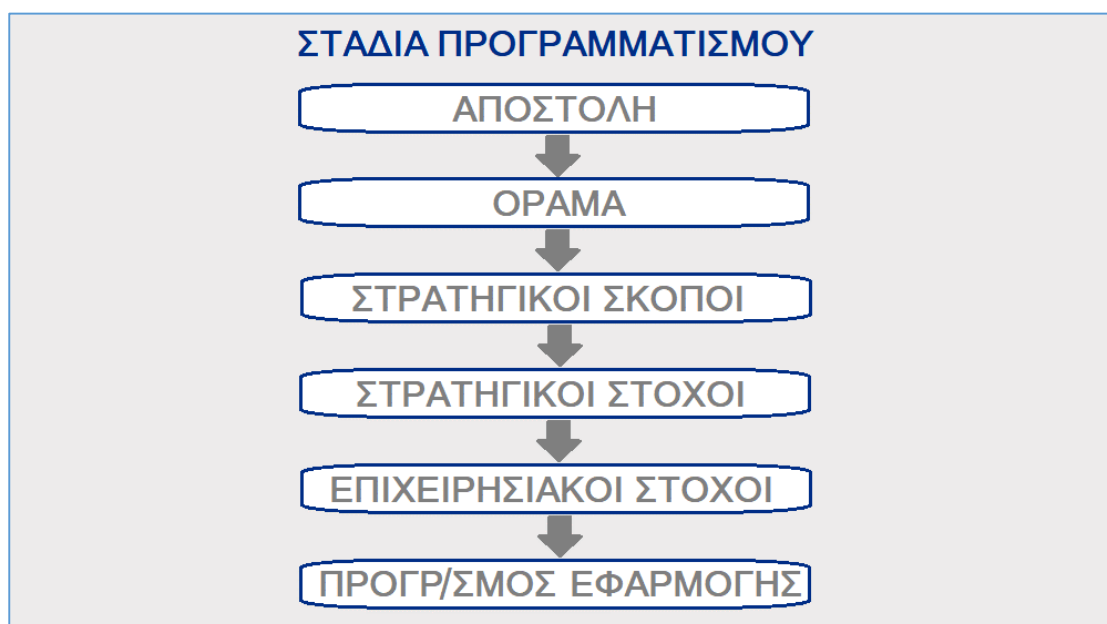 ΣΤΑΔΙΑ ΠΡΟΓΡΑΜΜΑΤΙΣΜΟΥ
ΑΠΟΣΤΟΛΗ
ΟΡΑΜΑ
ΣΤΡΑΤΗΓΙΚΟΙ ΣΚΟΠΟΙ
ΣΤΡΑΤΗΓΙΚΟΙ ΣΤΟΧΟΙ
ΕΠΙΧΕΙΡΗΣΙΑΚΟΙ ΣΤΟΧΟΙ
ΠΡΟΓΡ/ΣΜΟΣ ΕΦΑΡΜΟΓΗΣ